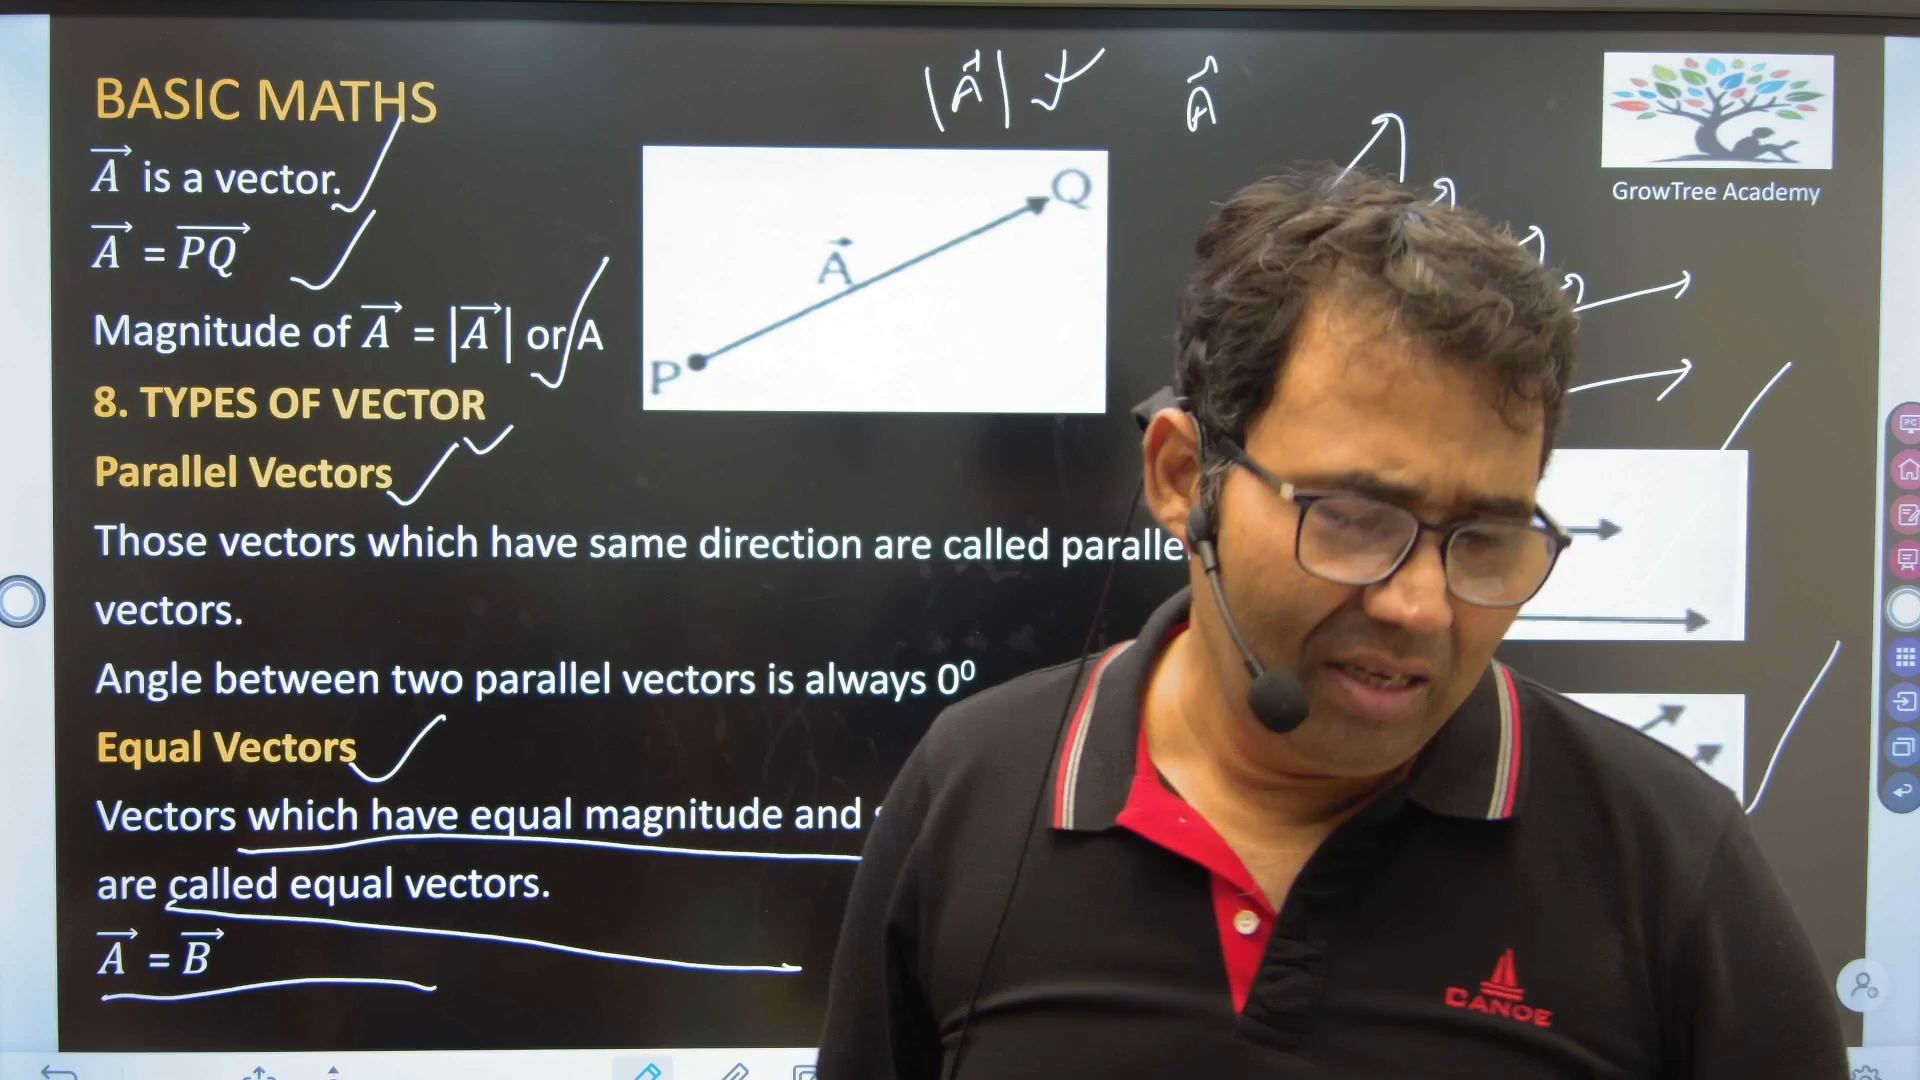 BASIC MATHS
|A⃗| Â
GrowTree Academy
A⃗ is a vector.
A⃗ = P⃗Q⃗
Magnitude of A⃗ = |A⃗| or A
Q
A⃗
P
8. TYPES OF VECTOR
Parallel Vectors
Those vectors which have same direction are called
vectors.
Angle between two parallel vectors is always 0⁰
Equal Vectors
Vectors which have equal magnitude and
are called equal vectors.
A⃗ = B⃗
CANOE
PC